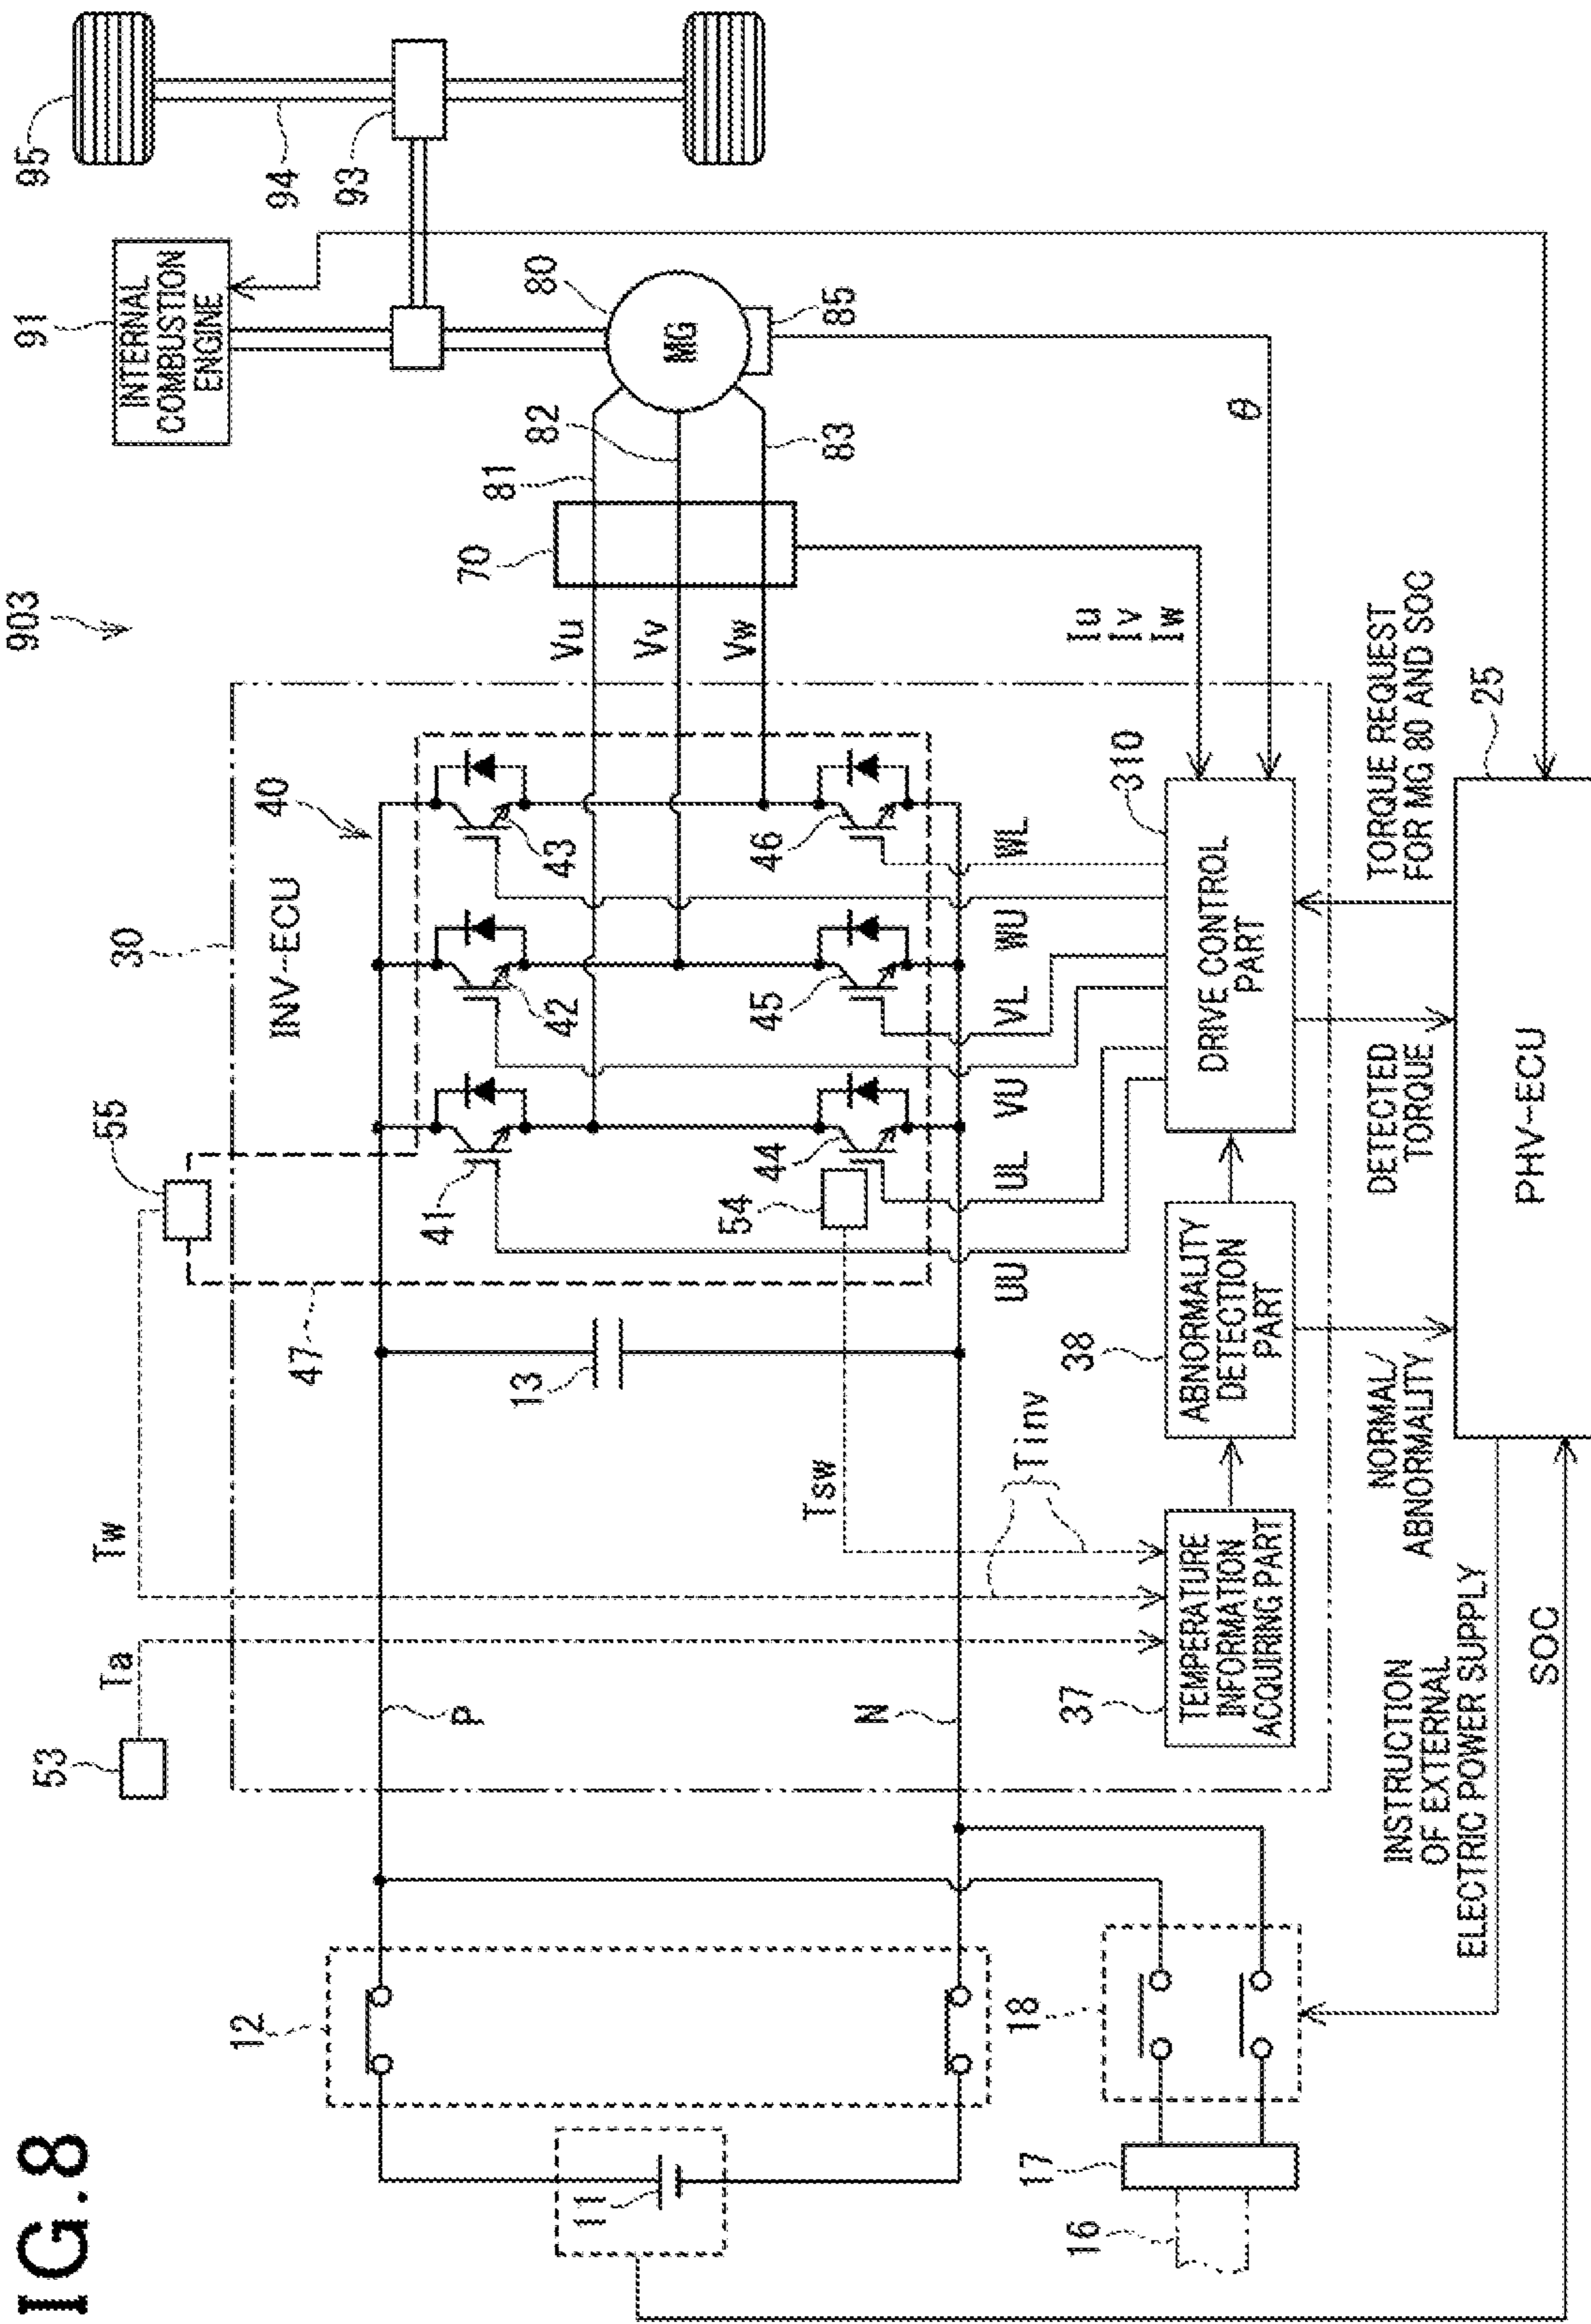 IG. 8
903
53
Ta
Tw
55
91
INTERNAL
COMBUSTION
ENGINE
95
94
93
30
INV-ECU
40
12
P
47
13
41
42
43
44
45
46
54
Tsw
Vu
Vv
Vw
70
81
82
83
80
MG
85
11
N
Tinv
UU
UL
VU
VL
WU
WL
Iu
Iv
Iw
θ
18
17
16
37
TEMPERATURE
INFORMATION
ACQUIRING PART
38
ABNORMALITY
DETECTION
PART
310
DRIVE CONTROL
PART
INSTRUCTION
OF EXTERNAL
ELECTRIC POWER SUPPLY
NORMAL/
ABNORMALITY
DETECTED
TORQUE
TORQUE REQUEST
FOR MG 80 AND SOC
25
PHV-ECU
SOC